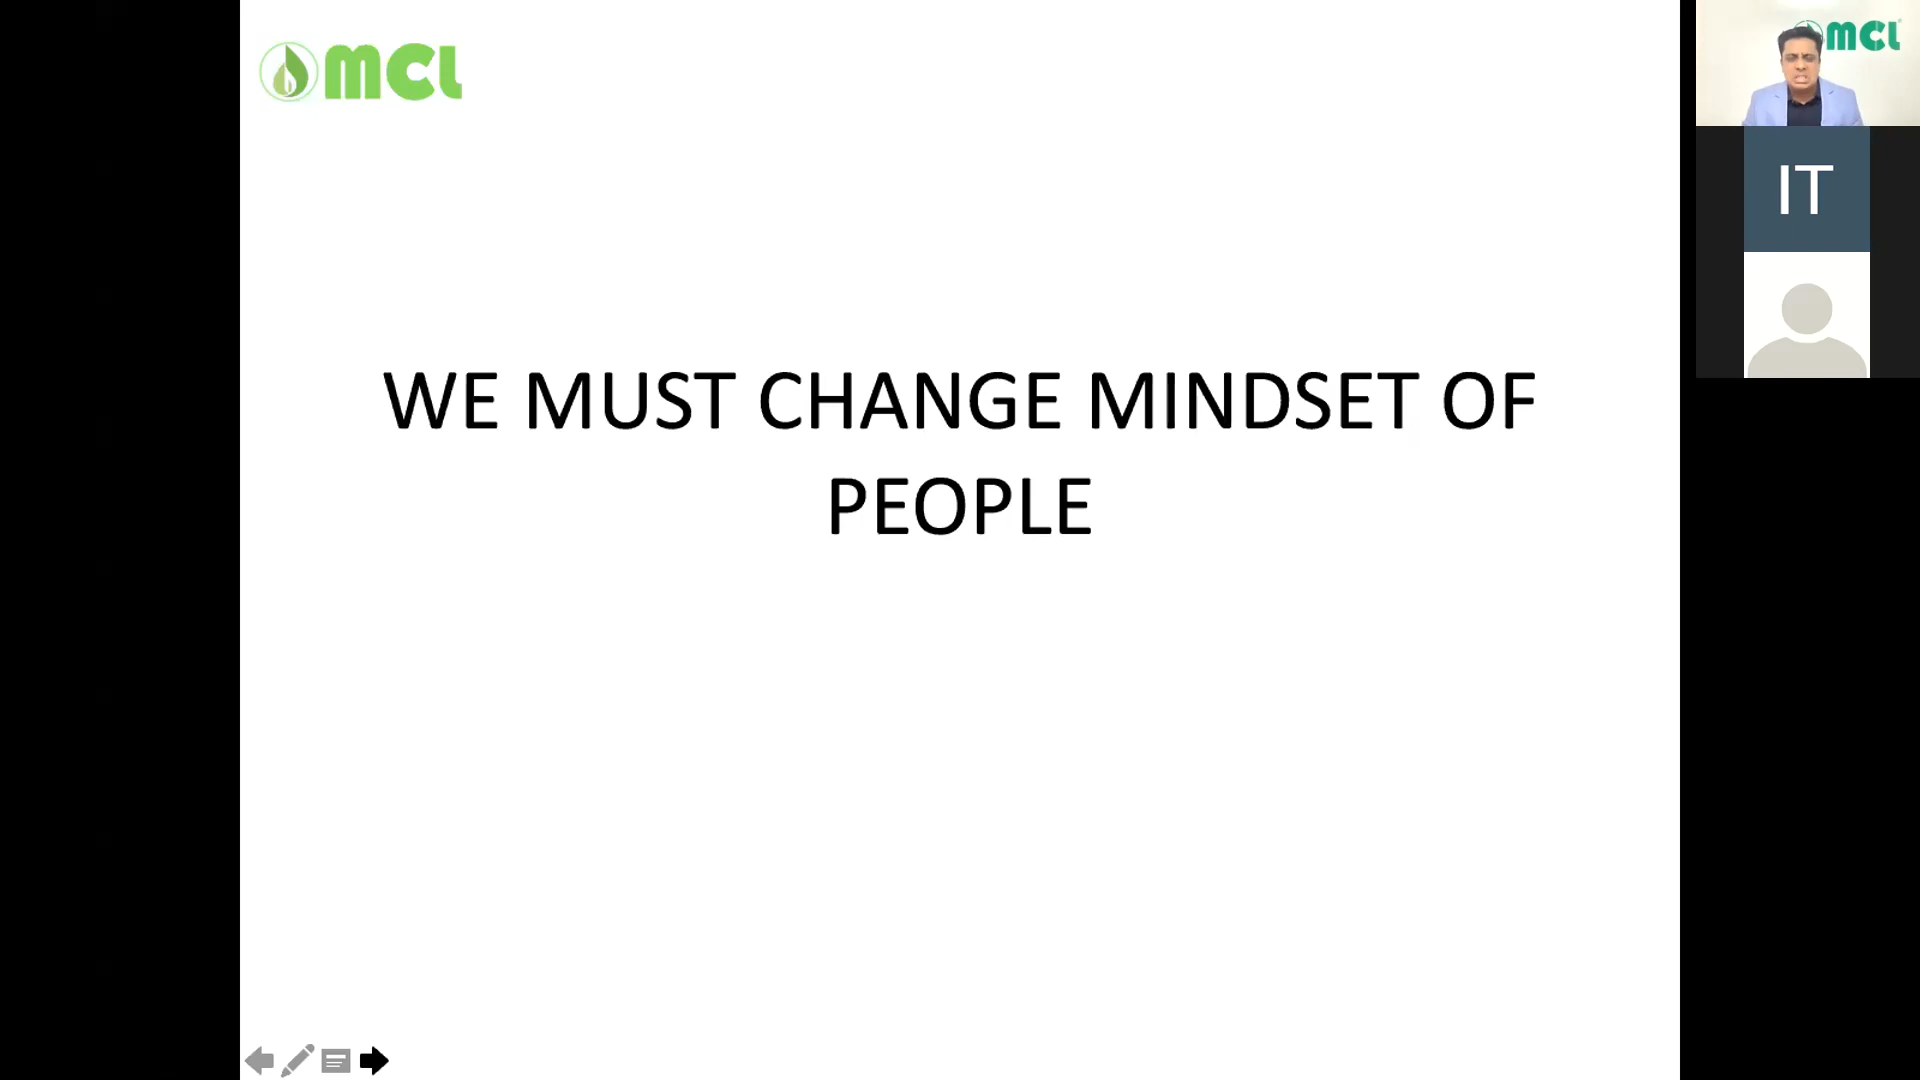 mCL
WE MUST CHANGE MINDSET OF
PEOPLE
mCL
IT